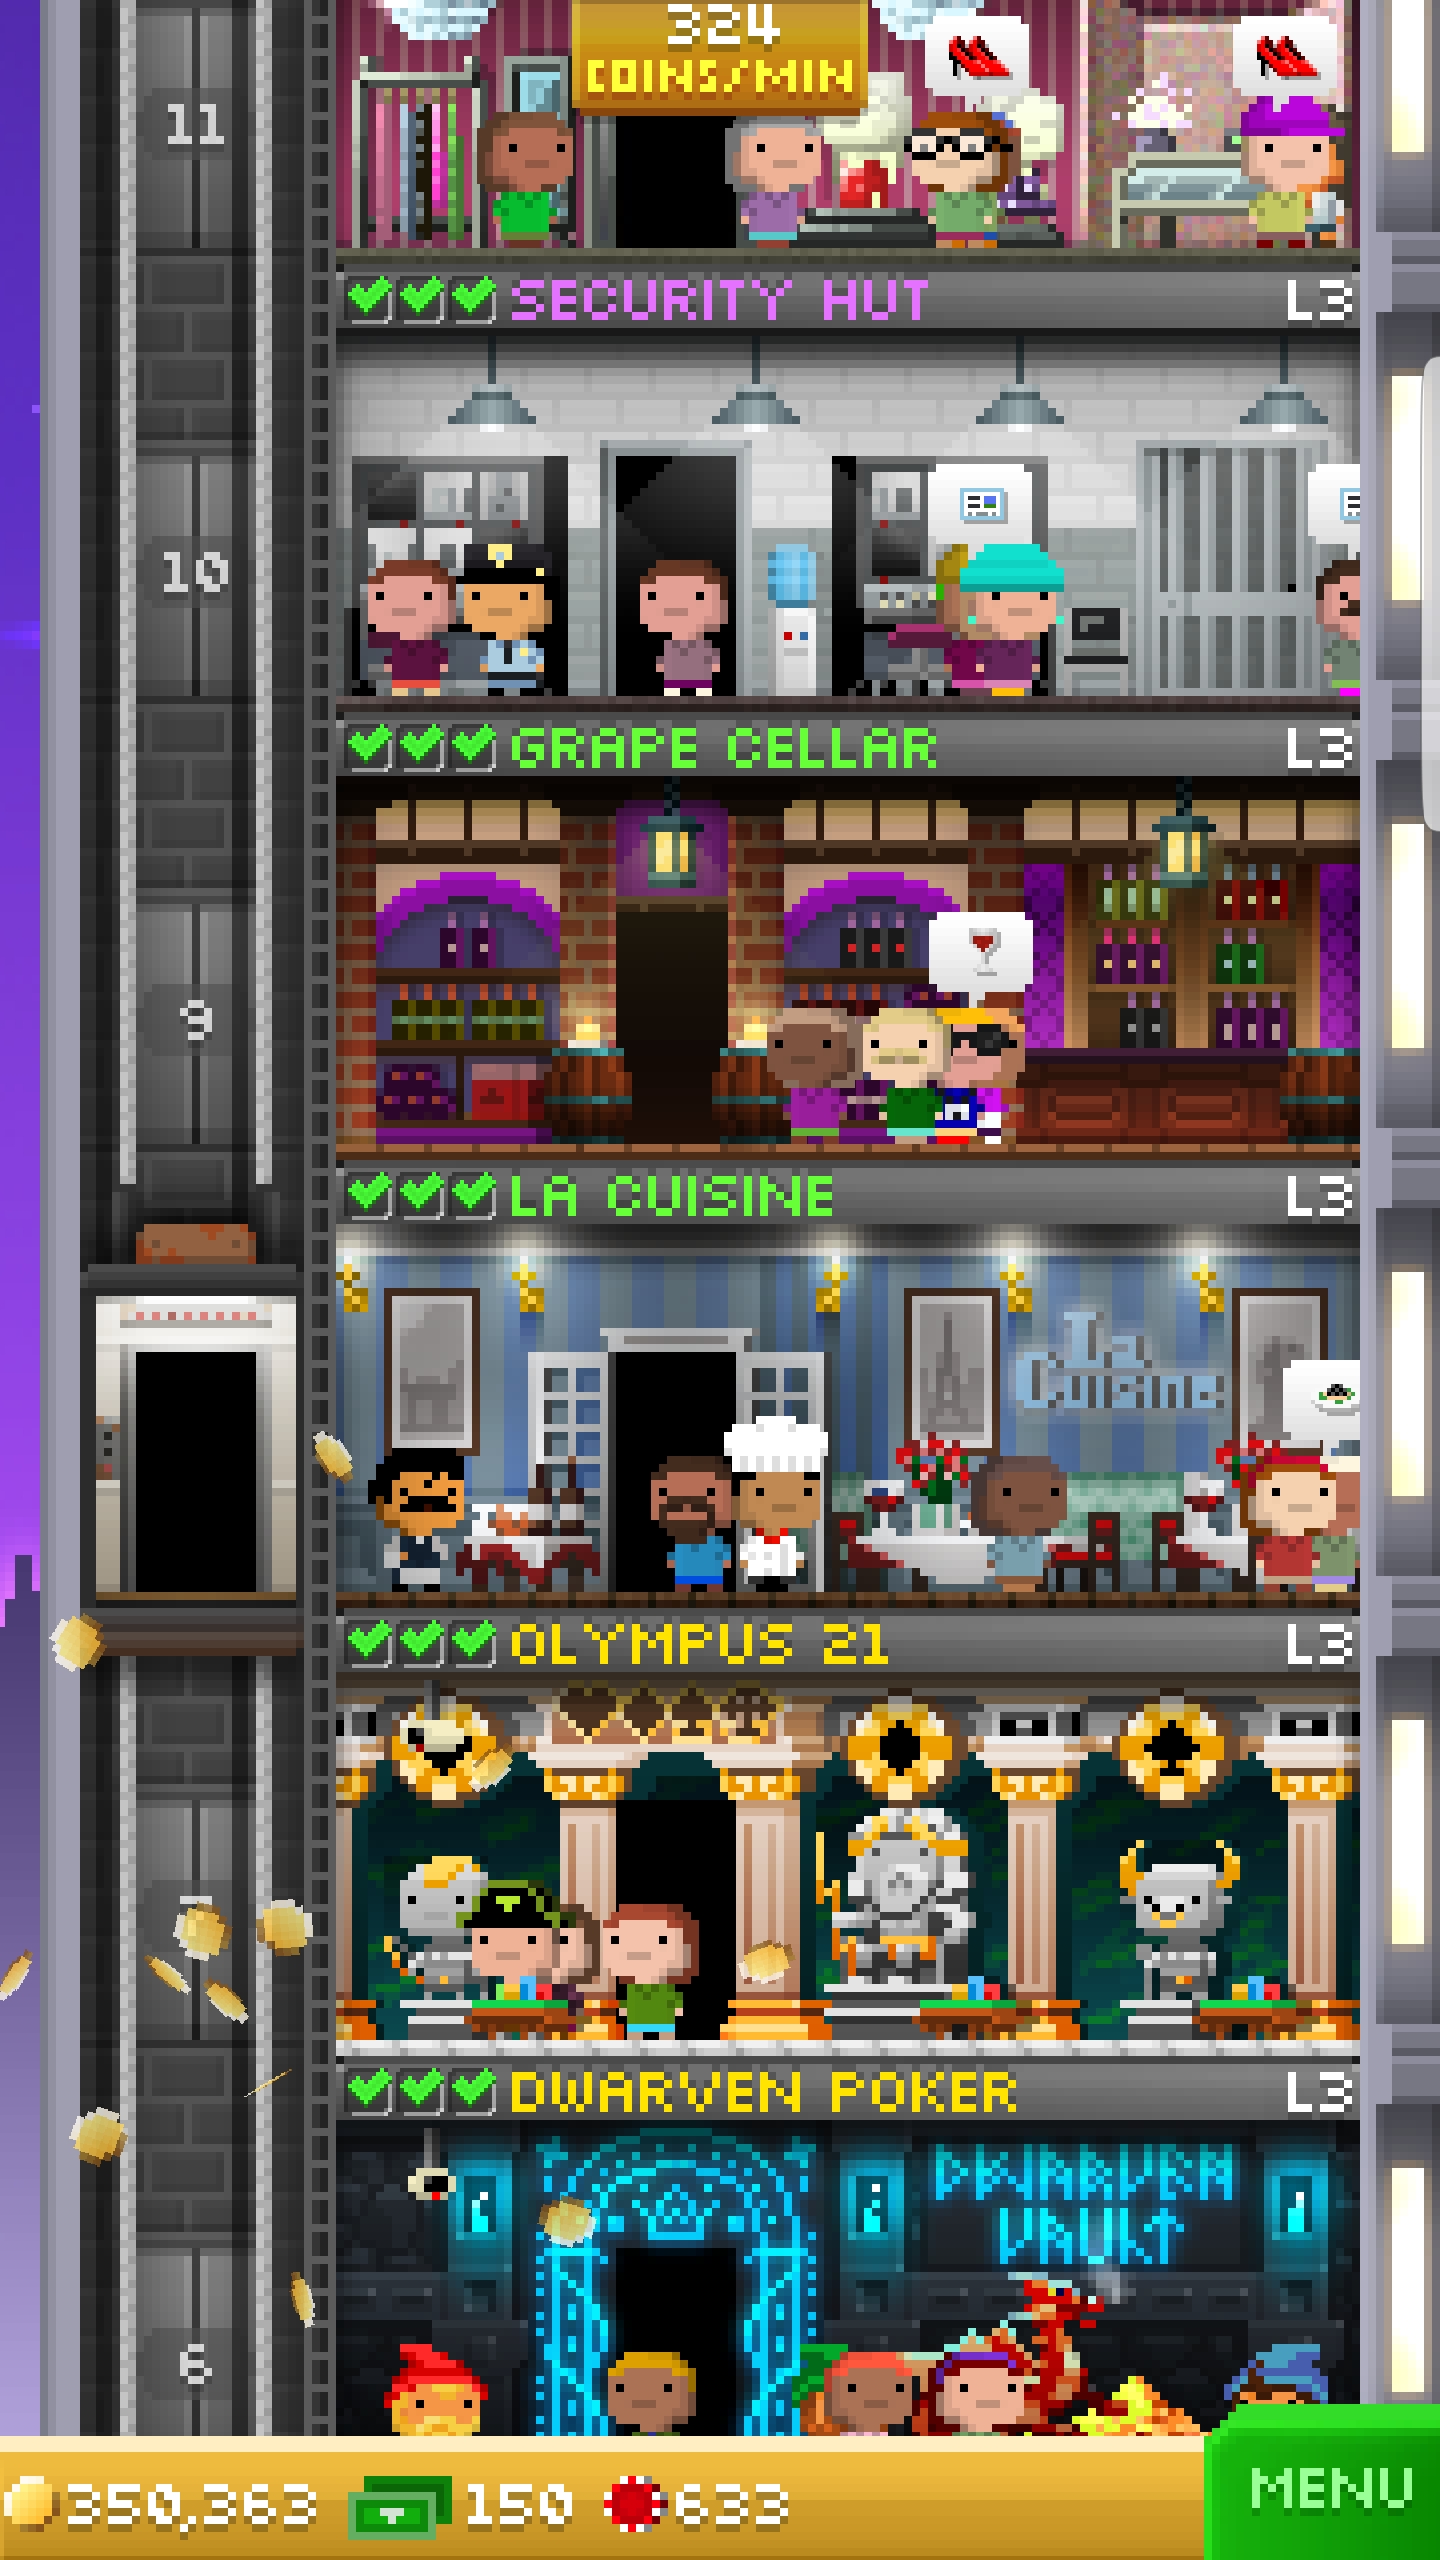 324
COINS/MIN
11
SECURITY HUT L3
10
GRAPE CELLAR L3
9
LA CUISINE L3
La
Cuisine
OLYMPUS 21 L3
DWARVEN POKER L3
DWARVEN
VAULT
6
350,363 150 633
MENU